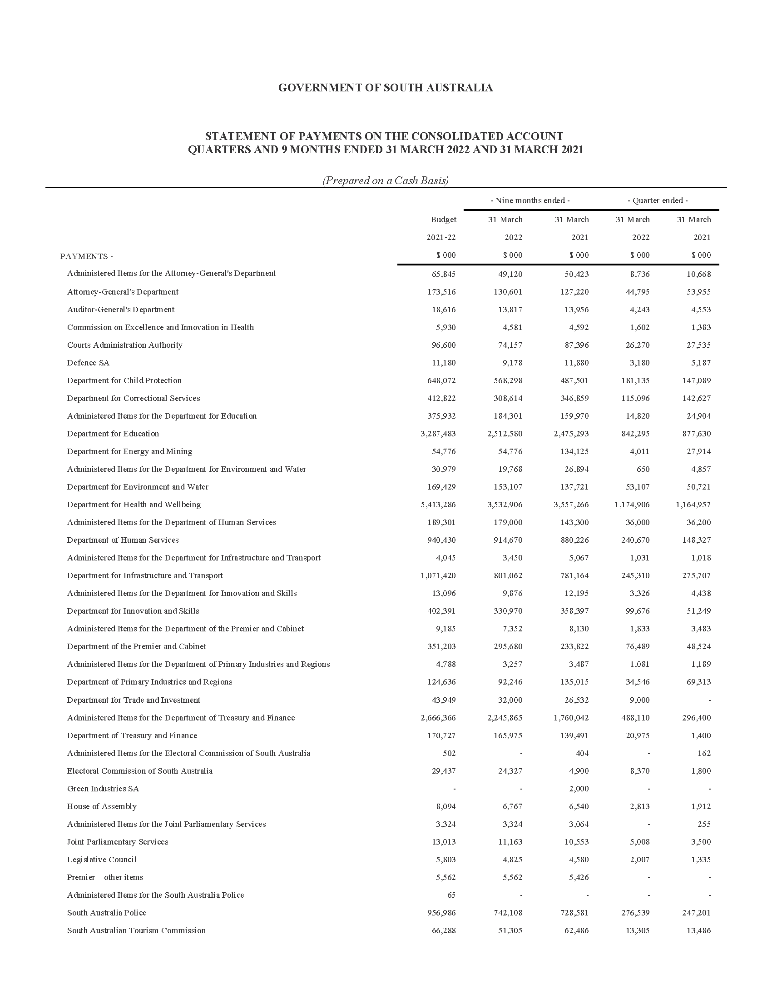 GOVERNMENT OF SOUTH AUSTRALIA
STATEMENT OF PAYMENTS ON THE CONSOLIDATED ACCOUNT
QUARTERS AND 9 MONTHS ENDED 31 MARCH 2022 AND 31 MARCH 2021
(Prepared on a Cash Basis)
- Nine months ended - - Quarter ended -
Budget 31 March 31 March 31 March 31 March
2021-22 2022 2021 2022 2021
PAYMENTS - $ 000 $ 000 $ 000 $ 000 $ 000
Administered Items for the Attorney-General's Department 65,845 49,120 50,423 8,736 10,668
Attorney-General's Department 173,516 130,601 127,220 44,795 53,955
Auditor-General's Department 18,616 13,817 13,956 4,243 4,553
Commission on Excellence and Innovation in Health 5,930 4,581 4,592 1,602 1,383
Courts Administration Authority 96,600 74,157 87,396 26,270 27,535
Defence SA 11,180 9,178 11,880 3,180 5,187
Department for Child Protection 648,072 568,298 487,501 181,135 147,089
Department for Correctional Services 412,822 308,614 346,859 115,096 142,627
Administered Items for the Department for Education 375,932 184,301 159,970 14,820 24,904
Department for Education 3,287,483 2,512,580 2,475,293 842,295 877,630
Department for Energy and Mining 54,776 54,776 134,125 4,011 27,914
Administered Items for the Department for Environment and Water 30,979 19,768 26,894 650 4,857
Department for Environment and Water 169,429 153,107 137,721 53,107 50,721
Department for Health and Wellbeing 5,413,286 3,532,906 3,557,266 1,174,906 1,164,957
Administered Items for the Department of Human Services 189,301 179,000 143,300 36,000 36,200
Department of Human Services 940,430 914,670 880,226 240,670 148,327
Administered Items for the Department for Infrastructure and Transport 4,045 3,450 5,067 1,031 1,018
Department for Infrastructure and Transport 1,071,420 801,062 781,164 245,310 275,707
Administered Items for the Department for Innovation and Skills 13,096 9,876 12,195 3,326 4,438
Department for Innovation and Skills 402,391 330,970 358,397 99,676 51,249
Administered Items for the Department of the Premier and Cabinet 9,185 7,352 8,130 1,833 3,483
Department of the Premier and Cabinet 351,203 295,680 233,822 76,489 48,524
Administered Items for the Department of Primary Industries and Regions 4,788 3,257 3,487 1,081 1,189
Department of Primary Industries and Regions 124,636 92,246 135,015 34,546 69,313
Department for Trade and Investment 43,949 32,000 26,532 9,000 -
Administered Items for the Department of Treasury and Finance 2,666,366 2,245,865 1,760,042 488,110 296,400
Department of Treasury and Finance 170,727 165,975 139,491 20,975 1,400
Administered Items for the Electoral Commission of South Australia 502 - 404 - 162
Electoral Commission of South Australia 29,437 24,327 4,900 8,370 1,800
Green Industries SA - - 2,000 - -
House of Assembly 8,094 6,767 6,540 2,813 1,912
Administered Items for the Joint Parliamentary Services 3,324 3,324 3,064 - 255
Joint Parliamentary Services 13,013 11,163 10,553 5,008 3,500
Legislative Council 5,803 4,825 4,580 2,007 1,335
Premier—other items 5,562 5,562 5,426 - -
Administered Items for the South Australia Police 65 - - - -
South Australia Police 956,986 742,108 728,581 276,539 247,201
South Australian Tourism Commission 66,288 51,305 62,486 13,305 13,486